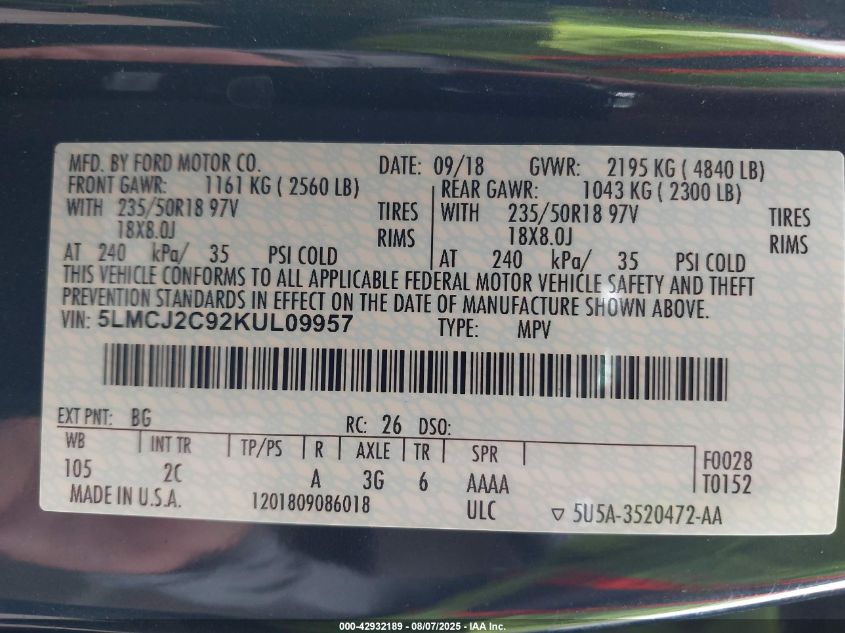 MFD. BY FORD MOTOR CO. DATE: 09/18 GVWR: 2195 KG ( 4840 LB)
FRONT GAWR: 1161 KG ( 2560 LB) REAR GAWR: 1043 KG ( 2300 LB)
WITH 235/50R18 97V TIRES WITH 235/50R18 97V TIRES
18X8.0J RIMS 18X8.0J RIMS
AT 240 kPa/ 35 PSI COLD AT 240 kPa/ 35 PSI COLD
THIS VEHICLE CONFORMS TO ALL APPLICABLE FEDERAL MOTOR VEHICLE SAFETY AND THEFT
PREVENTION STANDARDS IN EFFECT ON THE DATE OF MANUFACTURE SHOWN ABOVE.
VIN: 5LMCJ2C92KUL09957 TYPE: MPV
EXT PNT: BG RC: 26 DSO:
WB INT TR TP/PS R AXLE TR SPR F0028
105 2C A 3G 6 AAAA T0152
MADE IN U.S.A. 1201809086018 ULC ▽ 5U5A-3520472-AA
000-42932189 - 08/07/2025 - IAA Inc.